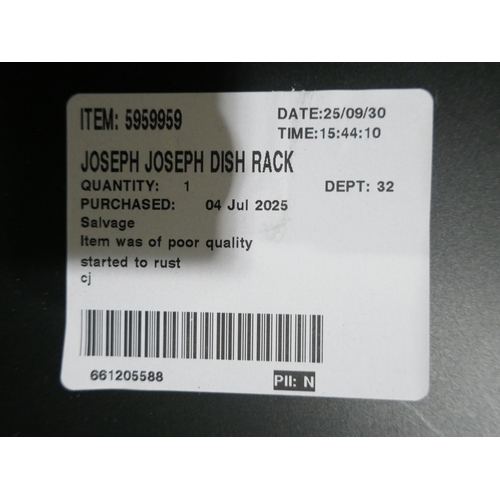 ITEM: 5959959 DATE:25/09/30
TIME:15:44:10
JOSEPH JOSEPH DISH RACK
QUANTITY: 1 DEPT: 32
PURCHASED: 04 Jul 2025
Salvage
Item was of poor quality
started to rust
cj
661205588 PII: N